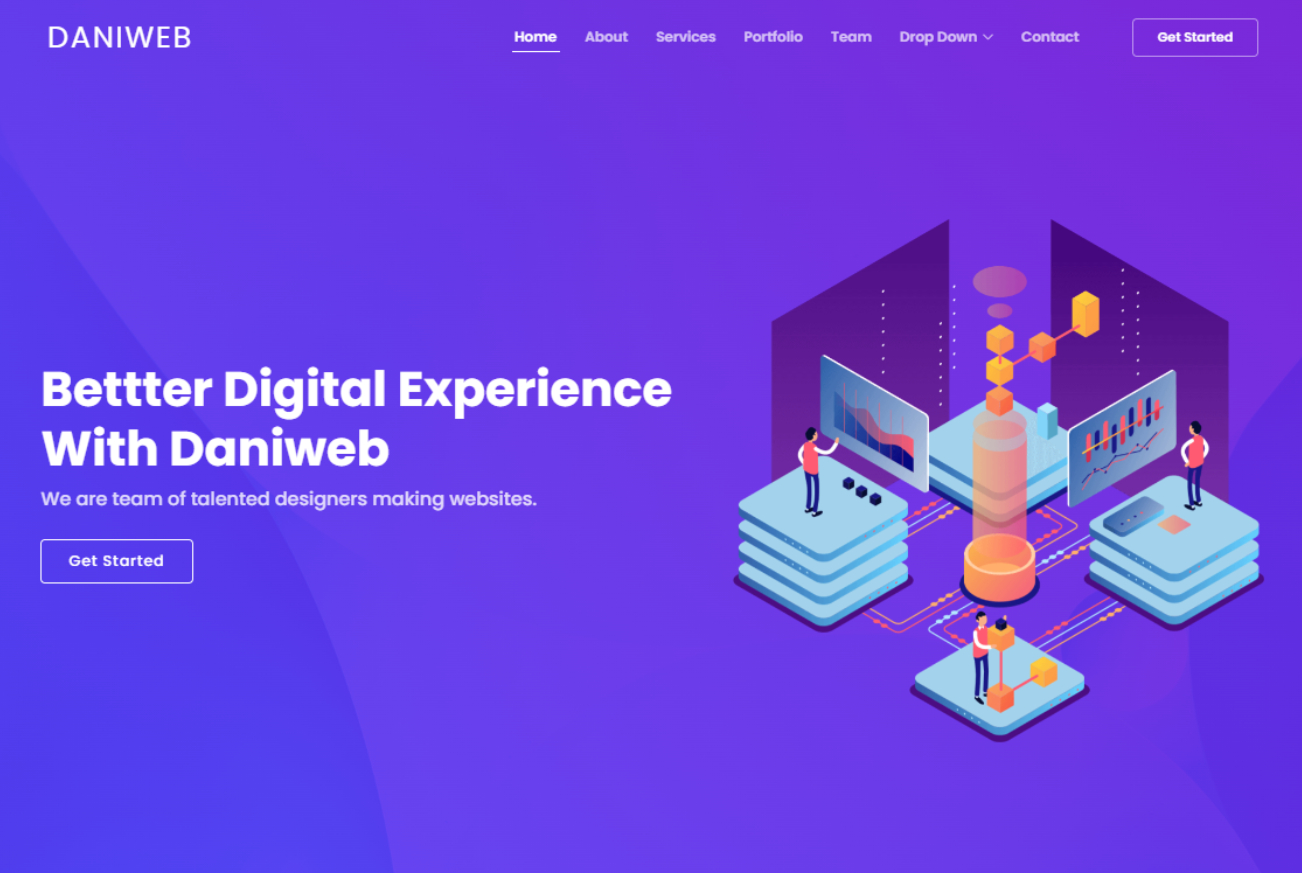 DANIWEB
Home About Services Portfolio Team Drop Down Contact Get Started
Bettter Digital Experience
With Daniweb
We are team of talented designers making websites.
Get Started